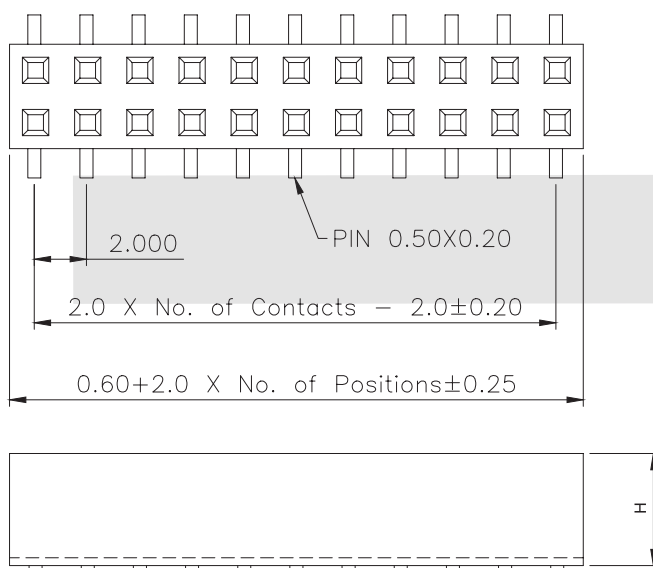 2.000
PIN 0.50X0.20
2.0 X No. of Contacts - 2.0±0.20
0.60+2.0 X No. of Positions±0.25
H